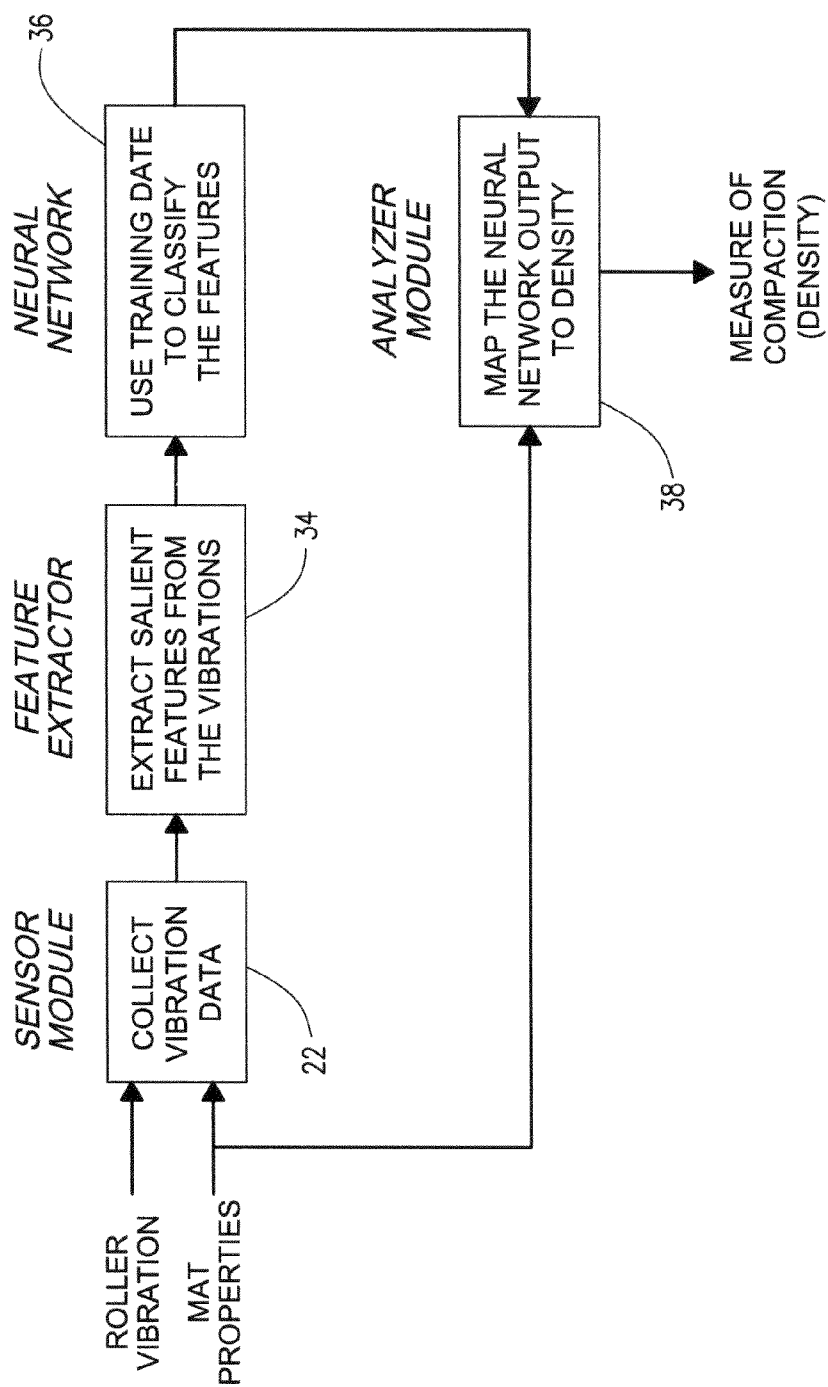 ROLLER
VIBRATION
MAT
PROPERTIES
SENSOR
MODULE
COLLECT
VIBRATION
DATA
22
FEATURE
EXTRACTOR
EXTRACT SALIENT
FEATURES FROM
THE VIBRATIONS
34
NEURAL
NETWORK
USE TRAINING DATE
TO CLASSIFY
THE FEATURES
36
ANALYZER
MODULE
MAP THE NEURAL
NETWORK OUTPUT
TO DENSITY
38
MEASURE OF
COMPACTION
(DENSITY)